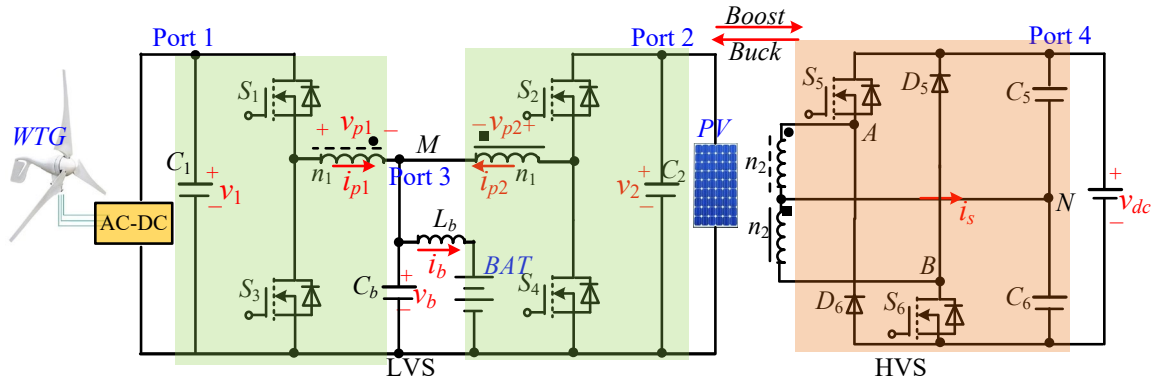 Boost
Buck
Port 1
Port 2
Port 4
S1
S2
S5
D5
C5
WTG
+ vp1 −
−vp2+
PV
A
M
C1
+
v1
−
n1
ip1
Port 3
ip2
n1
C2
+
v2
−
n2
is
N
+
vdc
−
AC-DC
Lb
n2
ib
BAT
B
S3
Cb
+
vb
−
S4
D6
S6
C6
LVS
HVS